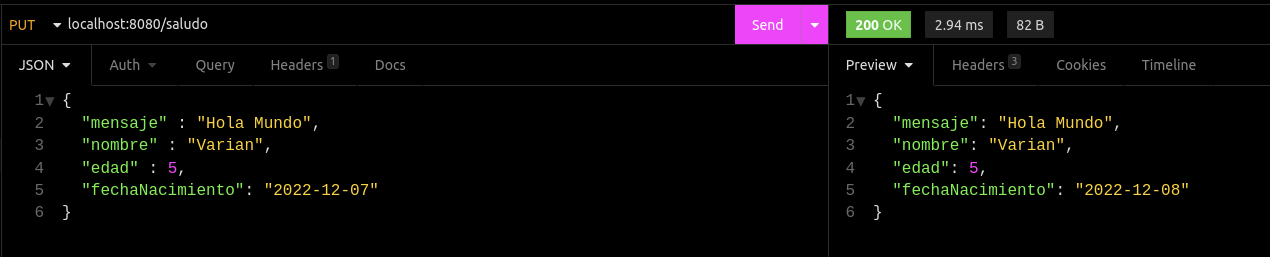 PUT localhost:8080/saludo Send 200 OK 2.94 ms 82 B
JSON Auth Query Headers 1 Docs Preview Headers 3 Cookies Timeline
1 {
2 "mensaje" : "Hola Mundo",
3 "nombre" : "Varian",
4 "edad" : 5,
5 "fechaNacimiento": "2022-12-07"
6 }
1 {
2 "mensaje": "Hola Mundo",
3 "nombre": "Varian",
4 "edad": 5,
5 "fechaNacimiento": "2022-12-08"
6 }